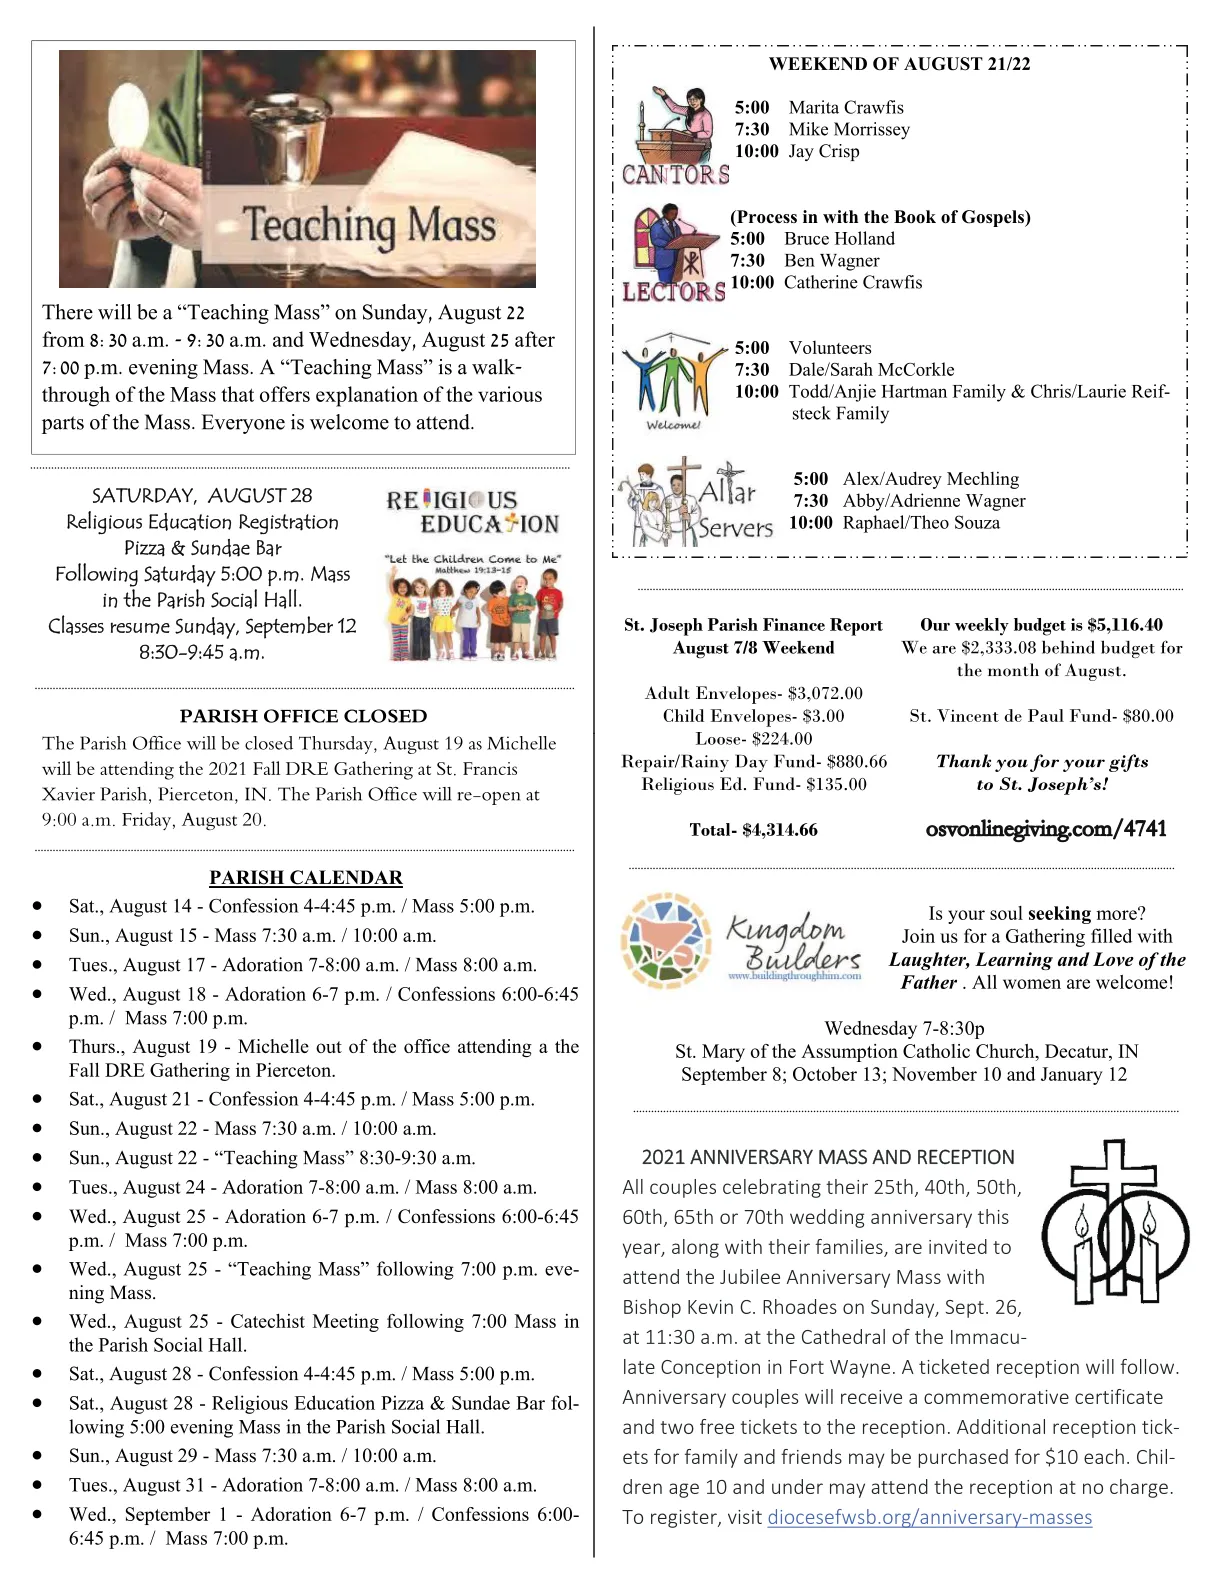 Teaching Mass
There will be a “Teaching Mass” on Sunday, August 22
from 8:30 a.m. - 9:30 a.m. and Wednesday, August 25 after
7:00 p.m. evening Mass. A “Teaching Mass” is a walk-
through of the Mass that offers explanation of the various
parts of the Mass. Everyone is welcome to attend.
SATURDAY, AUGUST 28
Religious Education Registration
Pizza & Sundae Bar
Following Saturday 5:00 p.m. Mass
in the Parish Social Hall.
Classes resume Sunday, September 12
8:30-9:45 a.m.
RELIGIOUS
EDUCATION
“Let the Children Come to Me”
Matthew 19:13-15
PARISH OFFICE CLOSED
The Parish Office will be closed Thursday, August 19 as Michelle
will be attending the 2021 Fall DRE Gathering at St. Francis
Xavier Parish, Pierceton, IN. The Parish Office will re-open at
9:00 a.m. Friday, August 20.
PARISH CALENDAR
• Sat., August 14 - Confession 4-4:45 p.m. / Mass 5:00 p.m.
• Sun., August 15 - Mass 7:30 a.m. / 10:00 a.m.
• Tues., August 17 - Adoration 7-8:00 a.m. / Mass 8:00 a.m.
• Wed., August 18 - Adoration 6-7 p.m. / Confessions 6:00-6:45
p.m. / Mass 7:00 p.m.
• Thurs., August 19 - Michelle out of the office attending a the
Fall DRE Gathering in Pierceton.
• Sat., August 21 - Confession 4-4:45 p.m. / Mass 5:00 p.m.
• Sun., August 22 - Mass 7:30 a.m. / 10:00 a.m.
• Sun., August 22 - “Teaching Mass” 8:30-9:30 a.m.
• Tues., August 24 - Adoration 7-8:00 a.m. / Mass 8:00 a.m.
• Wed., August 25 - Adoration 6-7 p.m. / Confessions 6:00-6:45
p.m. / Mass 7:00 p.m.
• Wed., August 25 - “Teaching Mass” following 7:00 p.m. eve-
ning Mass.
• Wed., August 25 - Catechist Meeting following 7:00 Mass in
the Parish Social Hall.
• Sat., August 28 - Confession 4-4:45 p.m. / Mass 5:00 p.m.
• Sat., August 28 - Religious Education Pizza & Sundae Bar fol-
lowing 5:00 evening Mass in the Parish Social Hall.
• Sun., August 29 - Mass 7:30 a.m. / 10:00 a.m.
• Tues., August 31 - Adoration 7-8:00 a.m. / Mass 8:00 a.m.
• Wed., September 1 - Adoration 6-7 p.m. / Confessions 6:00-
6:45 p.m. / Mass 7:00 p.m.
WEEKEND OF AUGUST 21/22
CANTORS
5:00 Marita Crawfis
7:30 Mike Morrissey
10:00 Jay Crisp
LECTORS
(Process in with the Book of Gospels)
5:00 Bruce Holland
7:30 Ben Wagner
10:00 Catherine Crawfis
Welcome!
5:00 Volunteers
7:30 Dale/Sarah McCorkle
10:00 Todd/Anjie Hartman Family & Chris/Laurie Reif-
steck Family
Altar
Servers
5:00 Alex/Audrey Mechling
7:30 Abby/Adrienne Wagner
10:00 Raphael/Theo Souza
St. Joseph Parish Finance Report
August 7/8 Weekend
Adult Envelopes- $3,072.00
Child Envelopes- $3.00
Loose- $224.00
Repair/Rainy Day Fund- $880.66
Religious Ed. Fund- $135.00
Total- $4,314.66
Our weekly budget is $5,116.40
We are $2,333.08 behind budget for
the month of August.
St. Vincent de Paul Fund- $80.00
Thank you for your gifts
to St. Joseph’s!
osvonlinegiving.com/4741
Kingdom
Builders
www.buildingthroughhim.com
Is your soul seeking more?
Join us for a Gathering filled with
Laughter, Learning and Love of the
Father . All women are welcome!
Wednesday 7-8:30p
St. Mary of the Assumption Catholic Church, Decatur, IN
September 8; October 13; November 10 and January 12
2021 ANNIVERSARY MASS AND RECEPTION
All couples celebrating their 25th, 40th, 50th,
60th, 65th or 70th wedding anniversary this
year, along with their families, are invited to
attend the Jubilee Anniversary Mass with
Bishop Kevin C. Rhoades on Sunday, Sept. 26,
at 11:30 a.m. at the Cathedral of the Immacu-
late Conception in Fort Wayne. A ticketed reception will follow.
Anniversary couples will receive a commemorative certificate
and two free tickets to the reception. Additional reception tick-
ets for family and friends may be purchased for $10 each. Chil-
dren age 10 and under may attend the reception at no charge.
To register, visit diocesefwsb.org/anniversary-masses